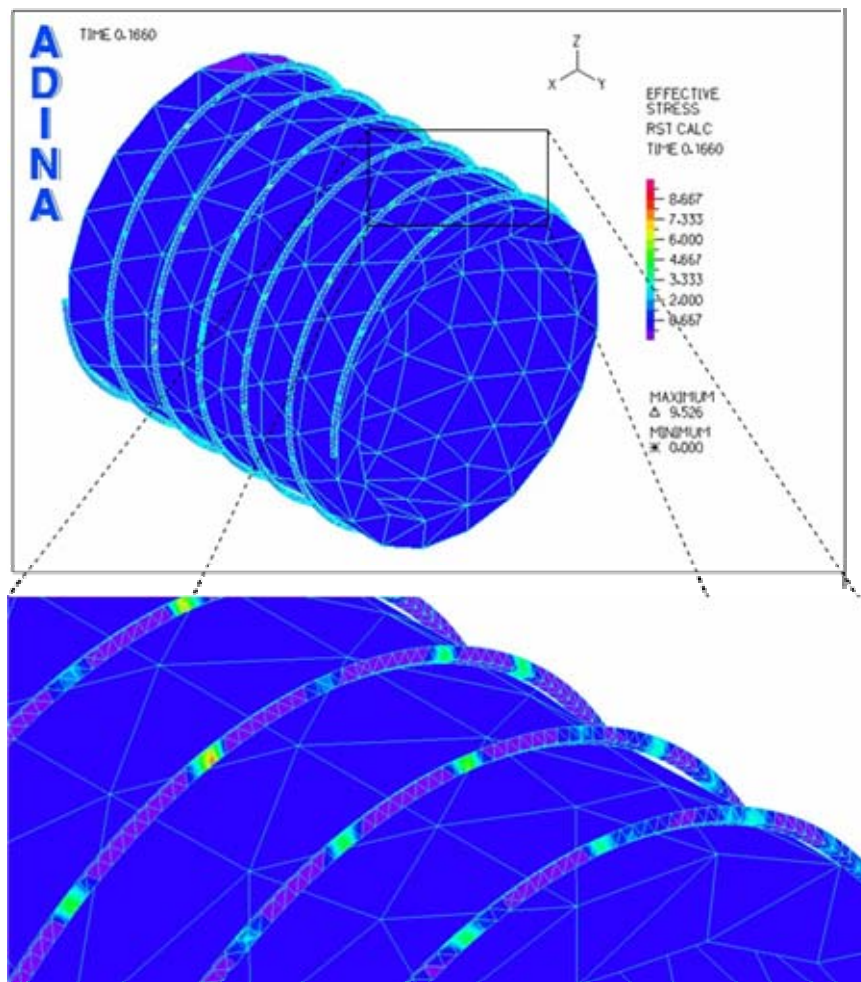 ADINA
TIME 0.1660
Z
X Y
EFFECTIVE
STRESS
RST CALC
TIME 0.1660
8.667
7.333
6.000
4.667
3.333
2.000
0.667
MAXIMUM
Δ 9.526
MINIMUM
✳ 0.000